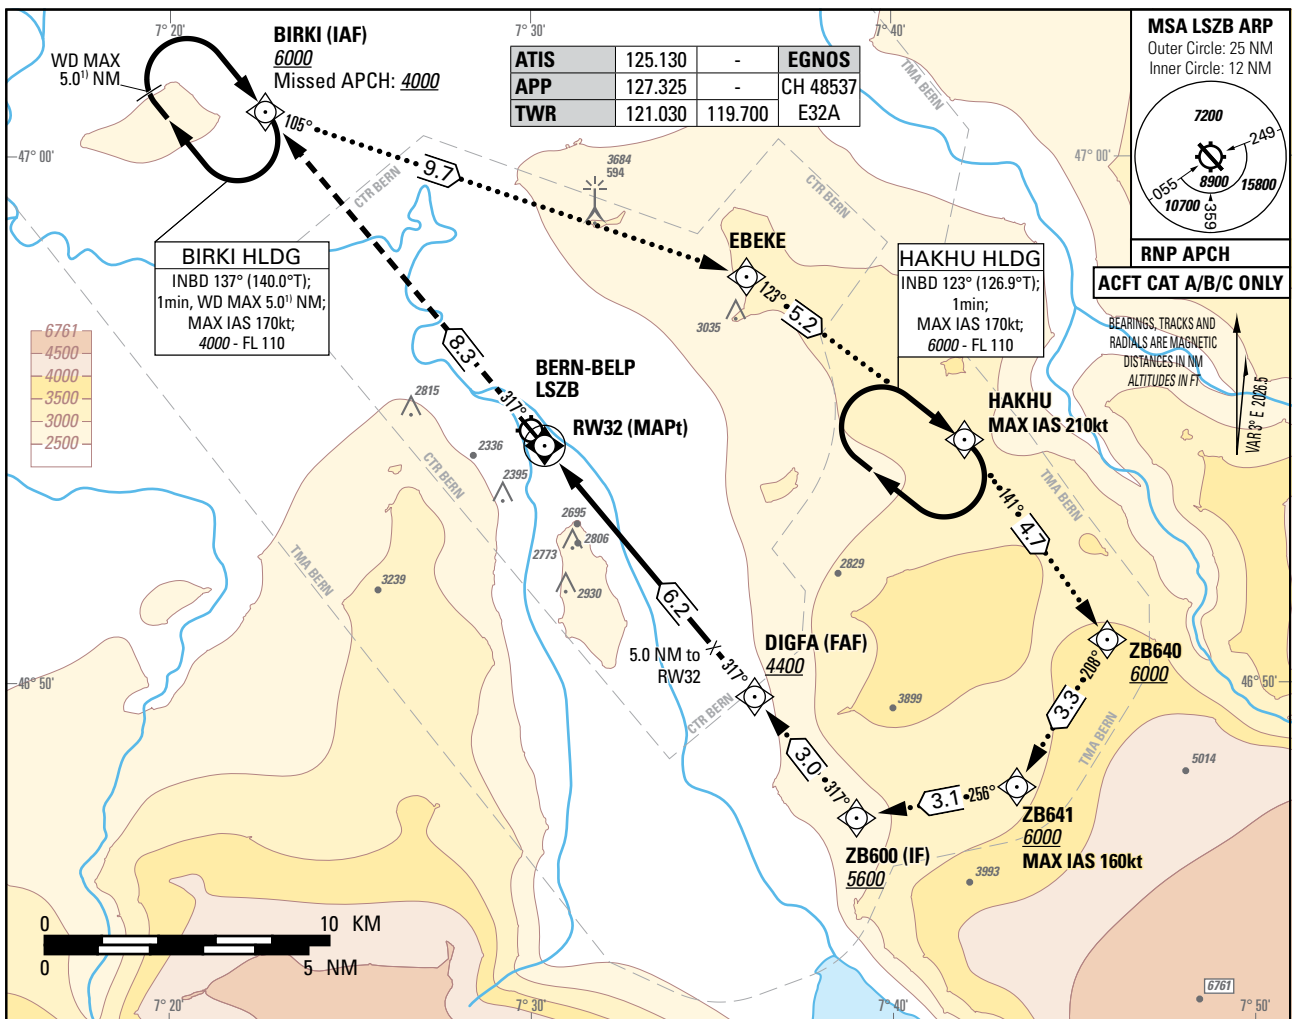 7° 20'
7° 30'
7° 40'
BIRKI (IAF)
6000
Missed APCH: 4000
WD MAX
5.0¹⁾ NM
ATIS 125.130 - EGNOS
APP 127.325 - CH 48537
TWR 121.030 119.700 E32A
TMA BERN
MSA LSZB ARP
Outer Circle: 25 NM
Inner Circle: 12 NM
7200
249
055
8900
15800
10700
359
RNP APCH
ACFT CAT A/B/C ONLY
BEARINGS, TRACKS AND
RADIALS ARE MAGNETIC
DISTANCES IN NM
ALTITUDES IN FT
VAR 3° E 2026.5
105°
47° 00'
47° 00'
9.7
CTR BERN
3684
594
CTR BERN
EBEKE
BIRKI HLDG
INBD 137° (140.0°T);
1min, WD MAX 5.0¹⁾ NM;
MAX IAS 170kt;
4000 - FL 110
HAKHU HLDG
INBD 123° (126.9°T);
1min;
MAX IAS 170kt;
6000 - FL 110
123°
5.2
3035
6761
4500
4000
3500
3000
2500
8.3
BERN-BELP
LSZB
317°
RW32 (MAPt)
HAKHU
MAX IAS 210kt
2815
2336
2395
CTR BERN
TMA BERN
141°
4.7
2695
2806
2773
2930
2829
TMA BERN
3239
6.2
DIGFA (FAF)
4400
5.0 NM to
RW32
317°
ZB640
6000
208°
46° 50'
46° 50'
3899
3.3
CTR BERN
TMA BERN
5014
3.0
317°
3.1
256°
ZB641
6000
MAX IAS 160kt
ZB600 (IF)
5600
3993
0 10 KM
0 5 NM
6761
7° 20'
7° 30'
7° 40'
7° 50'